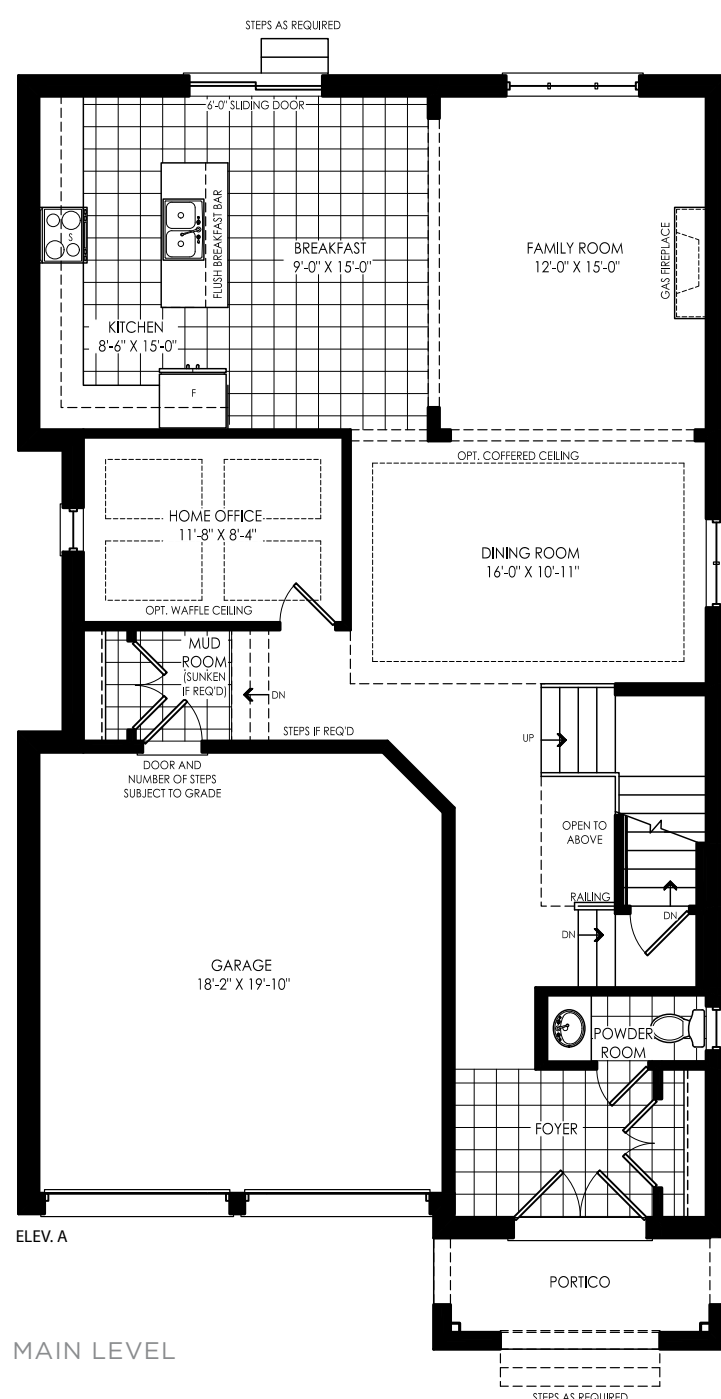 STEPS AS REQUIRED
6'-0" SLIDING DOOR
FLUSH BREAKFAST BAR
BREAKFAST
9'-0" X 15'-0"
FAMILY ROOM
12'-0" X 15'-0"
GAS FIREPLACE
S
KITCHEN
8'-6" X 15'-0"
F
OPT. COFFERED CEILING
HOME OFFICE
11'-8" X 8'-4"
OPT. WAFFLE CEILING
DINING ROOM
16'-0" X 10'-11"
MUD
ROOM
(SUNKEN
IF REQ'D)
DN
STEPS IF REQ'D
UP
DOOR AND
NUMBER OF STEPS
SUBJECT TO GRADE
OPEN TO
ABOVE
RAILING
DN
DN
GARAGE
18'-2" X 19'-10"
POWDER
ROOM
FOYER
ELEV. A
PORTICO
MAIN LEVEL
STEPS AS REQUIRED